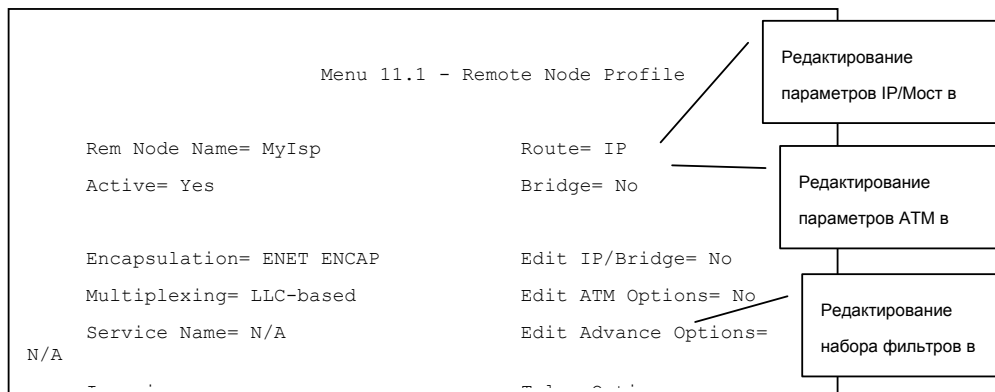 Menu 11.1 - Remote Node Profile
Редактирование
параметров IP/Мост в
Rem Node Name= MyIsp Route= IP
Active= Yes Bridge= No
Редактирование
параметров ATM в
Encapsulation= ENET ENCAP Edit IP/Bridge= No
Multiplexing= LLC-based Edit ATM Options= No
Service Name= N/A Edit Advance Options=
N/A
Редактирование
набора фильтров в